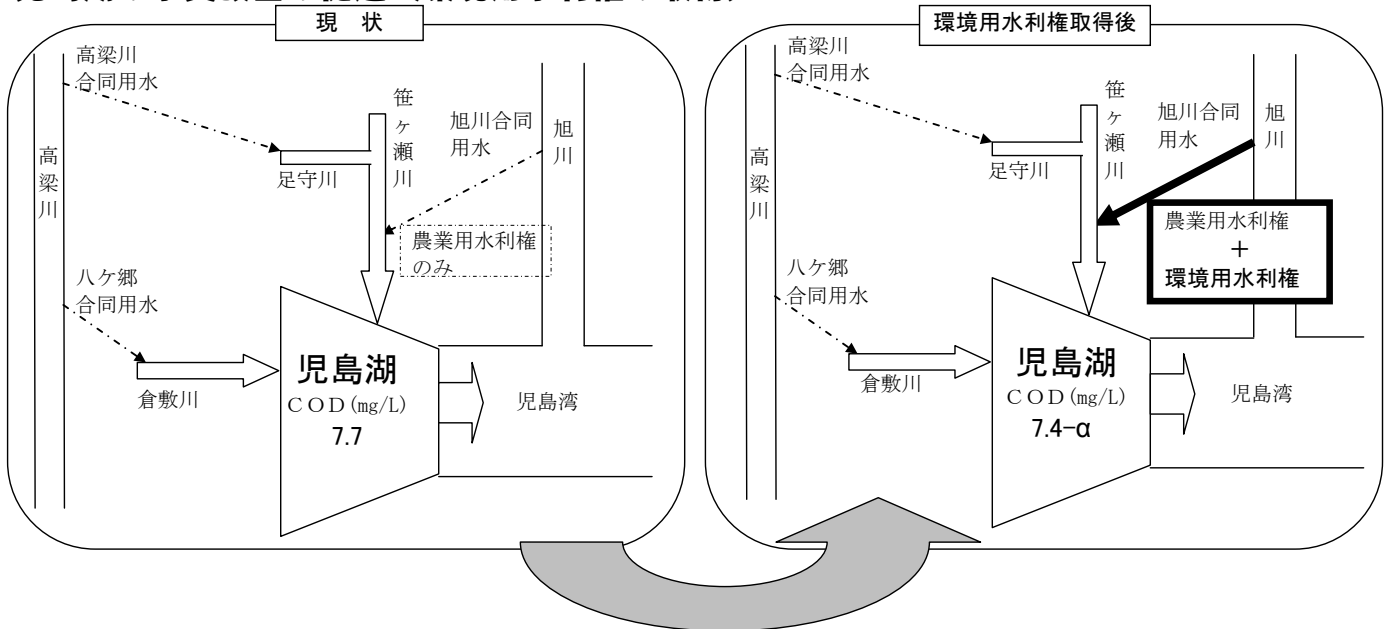 現　状
高梁川
合同用水
笹ヶ瀬川
旭川合同
用水
旭川
高梁川
足守川
農業用水利権
のみ
八ケ郷
合同用水
児島湖
COD(mg/L)
7.7
倉敷川
児島湾
環境用水利権取得後
高梁川
合同用水
笹ヶ瀬川
旭川合同
用水
旭川
高梁川
足守川
農業用水利権
＋
環境用水利権
八ケ郷
合同用水
児島湖
COD(mg/L)
7.4-α
倉敷川
児島湾